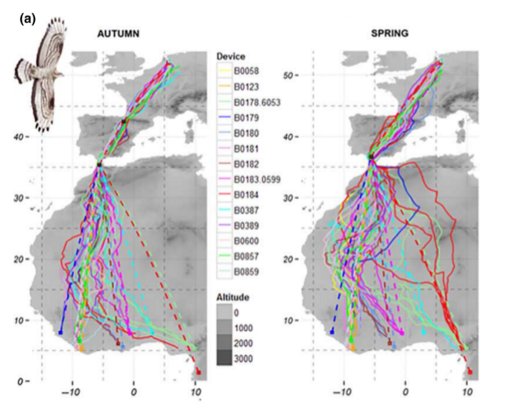 (a)
AUTUMN
SPRING
Device
B0058
B0123
B0178.6053
B0179
B0180
B0181
B0182
B0183.0599
B0184
B0387
B0389
B0600
B0857
B0859
Altitude
0
1000
2000
3000
40
30
20
10
0
−10
0
10
50
40
30
20
10
−10
0
10